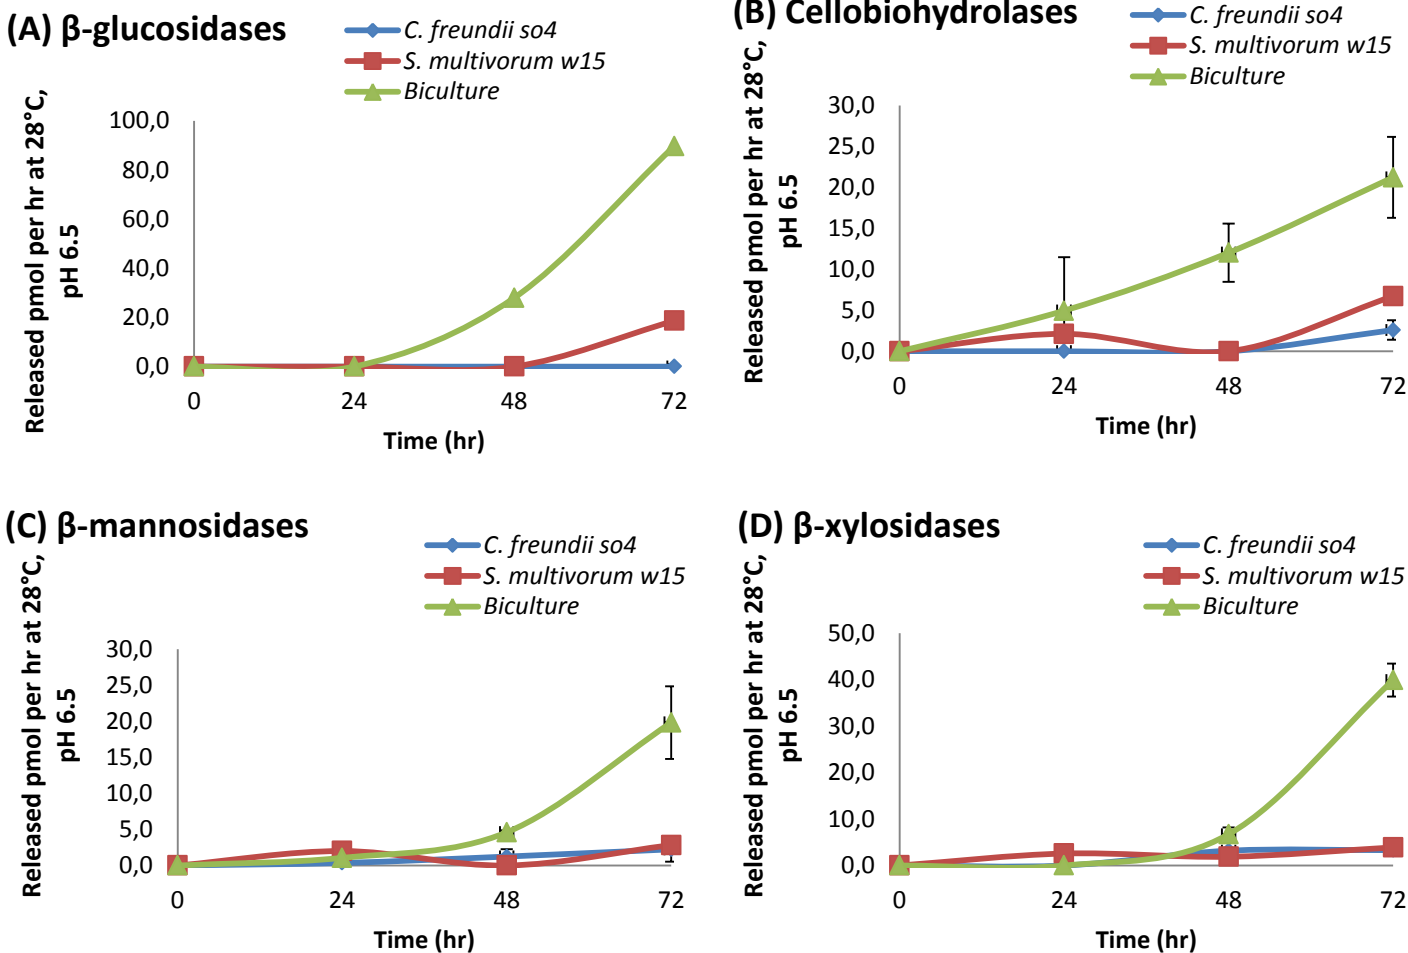 (A) β-glucosidases
C. freundii so4
S. multivorum w15
Biculture
Released pmol per hr at 28°C,
pH 6.5
100,0
80,0
60,0
40,0
20,0
0,0
0 24 48 72
Time (hr)
(B) Cellobiohydrolases
C. freundii so4
S. multivorum w15
Biculture
Released pmol per hr at 28°C,
pH 6.5
30,0
25,0
20,0
15,0
10,0
5,0
0,0
0 24 48 72
Time (hr)
(C) β-mannosidases
C. freundii so4
S. multivorum w15
Biculture
Released pmol per hr at 28°C,
pH 6.5
30,0
25,0
20,0
15,0
10,0
5,0
0,0
0 24 48 72
Time (hr)
(D) β-xylosidases
C. freundii so4
S. multivorum w15
Biculture
Released pmol per hr at 28°C,
pH 6.5
50,0
40,0
30,0
20,0
10,0
0,0
0 24 48 72
Time (hr)